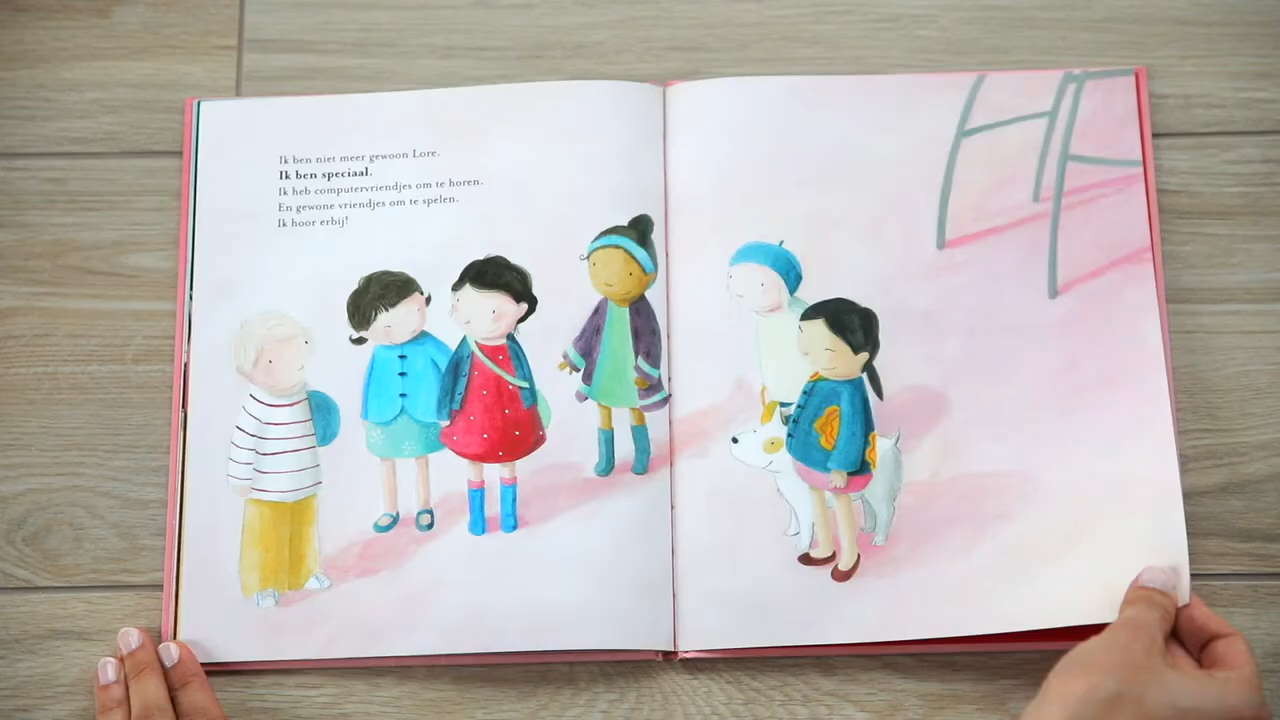 Ik ben niet meer gewoon Lore.
Ik ben speciaal.
Ik heb computervriendjes om te horen.
En gewone vriendjes om te spelen.
Ik hoor erbij!